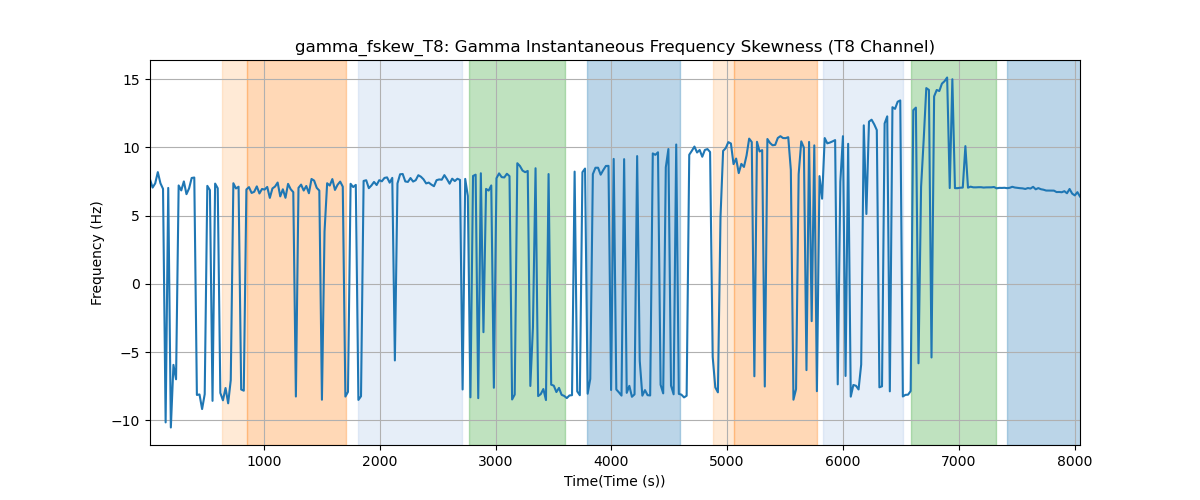 gamma_fskew_T8: Gamma Instantaneous Frequency Skewness (T8 Channel)
Frequency (Hz)
15
10
5
0
−5
−10
1000 2000 3000 4000 5000 6000 7000 8000
Time(Time (s))